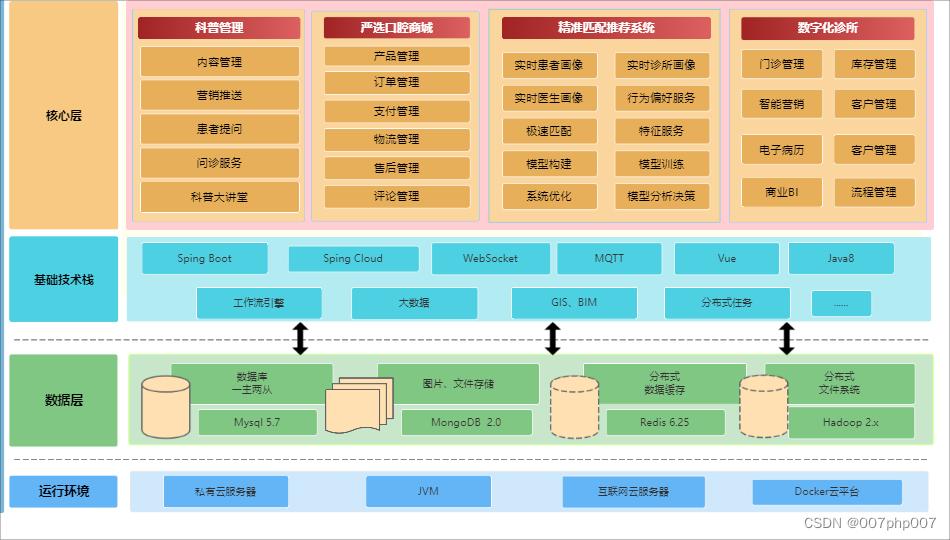 核心层
科普管理
内容管理
营销推送
患者提问
问诊服务
科普大讲堂
严选口腔商城
产品管理
订单管理
支付管理
物流管理
售后管理
评论管理
精准匹配推荐系统
实时患者画像
实时诊所画像
实时医生画像
行为偏好服务
极速匹配
特征服务
模型构建
模型训练
系统优化
模型分析决策
数字化诊所
门诊管理
库存管理
智能营销
客户管理
电子病历
客户管理
商业BI
流程管理
基础技术栈
Sping Boot
Sping Cloud
WebSocket
MQTT
Vue
Java8
工作流引擎
大数据
GIS、BIM
分布式任务
......
数据层
数据库
一主两从
Mysql 5.7
图片、文件存储
MongoDB 2.0
分布式
数据缓存
Redis 6.25
分布式
文件系统
Hadoop 2.x
运行环境
私有云服务器
JVM
互联网云服务器
Docker云平台
CSDN @007php007